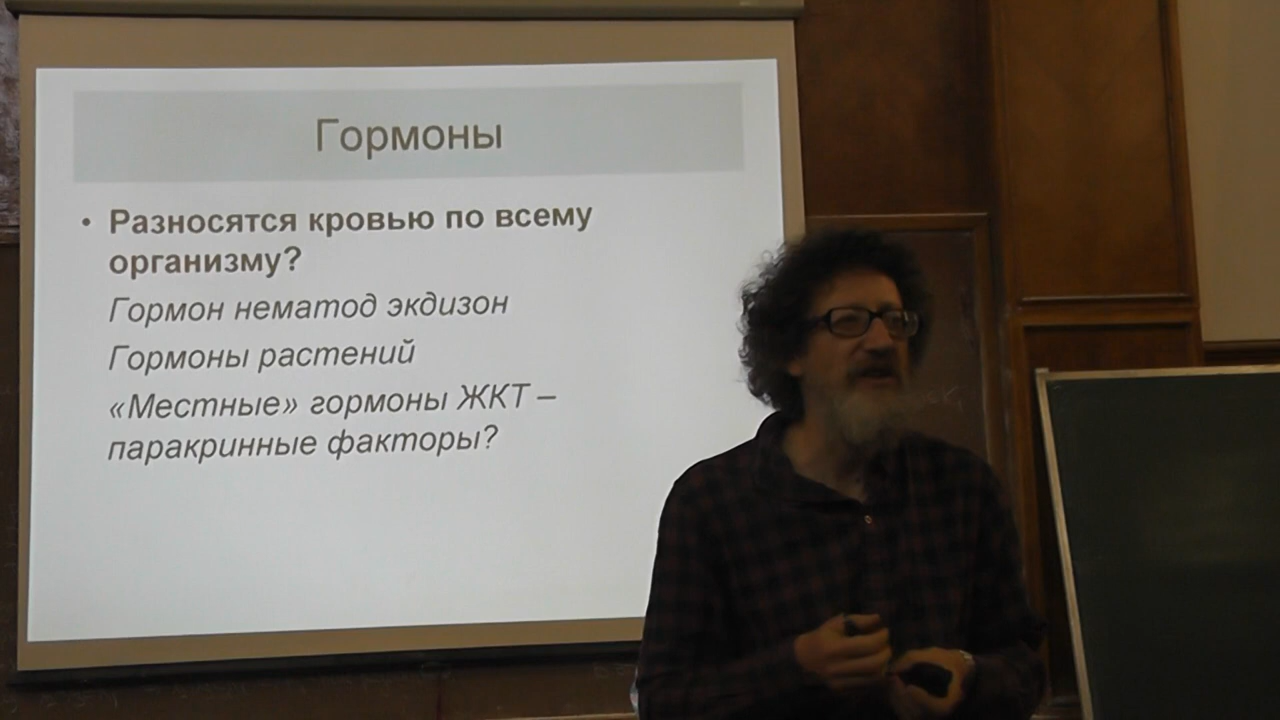 Гормоны
• Разносятся кровью по всему
организму?
Гормон нематод экдизон
Гормоны растений
«Местные» гормоны ЖКТ –
паракринные факторы?